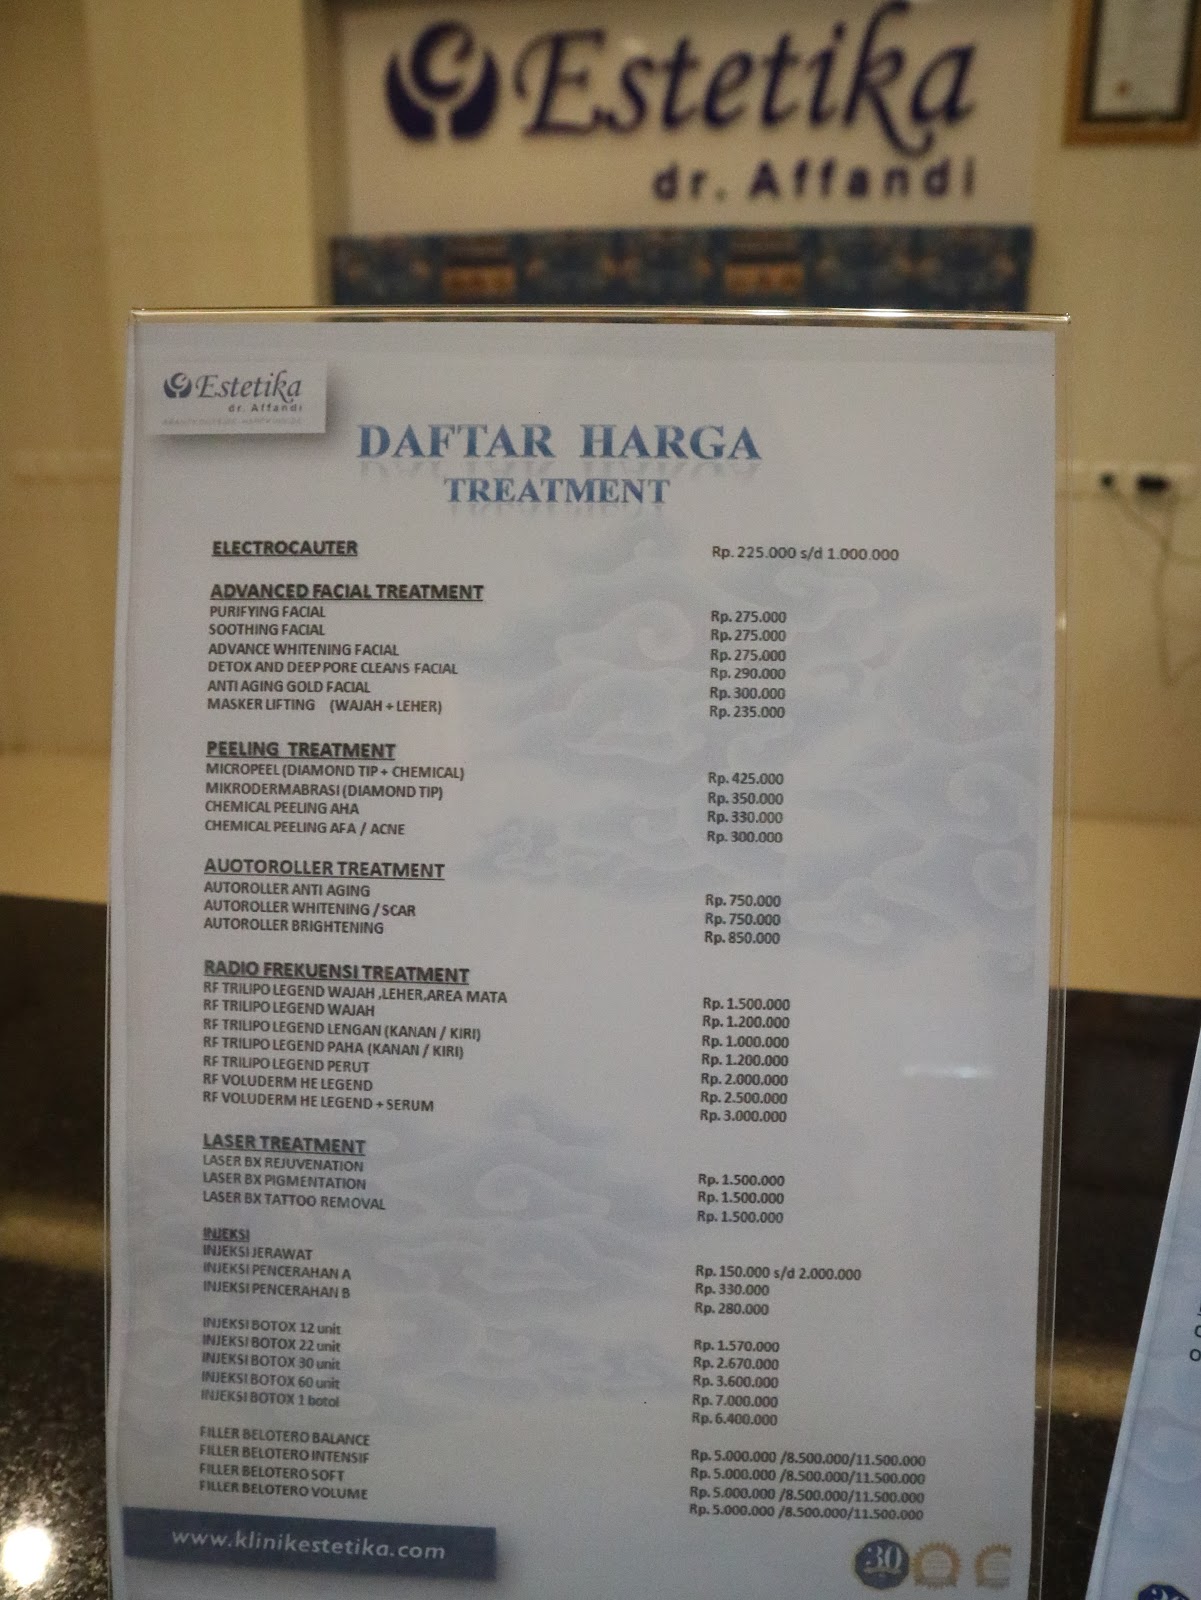 Estetika
dr. Affandi
Estetika
dr. Affandi
DAFTAR HARGA
TREATMENT
ELECTROCAUTER Rp. 225.000 s/d 1.000.000
ADVANCED FACIAL TREATMENT
PURIFYING FACIAL Rp. 275.000
SOOTHING FACIAL Rp. 275.000
ADVANCE WHITENING FACIAL Rp. 275.000
DETOX AND DEEP PORE CLEANS FACIAL Rp. 290.000
ANTI AGING GOLD FACIAL Rp. 300.000
MASKER LIFTING (WAJAH + LEHER) Rp. 235.000
PEELING TREATMENT
MICROPEEL (DIAMOND TIP + CHEMICAL) Rp. 425.000
MIKRODERMABRASI (DIAMOND TIP) Rp. 350.000
CHEMICAL PEELING AHA Rp. 330.000
CHEMICAL PEELING AFA / ACNE Rp. 300.000
AUOTOROLLER TREATMENT
AUTOROLLER ANTI AGING Rp. 750.000
AUTOROLLER WHITENING / SCAR Rp. 750.000
AUTOROLLER BRIGHTENING Rp. 850.000
RADIO FREKUENSI TREATMENT
RF TRILIPO LEGEND WAJAH ,LEHER,AREA MATA Rp. 1.500.000
RF TRILIPO LEGEND WAJAH Rp. 1.200.000
RF TRILIPO LEGEND LENGAN (KANAN / KIRI) Rp. 1.000.000
RF TRILIPO LEGEND PAHA (KANAN / KIRI) Rp. 1.200.000
RF TRILIPO LEGEND PERUT Rp. 2.000.000
RF VOLUDERM HE LEGEND Rp. 2.500.000
RF VOLUDERM HE LEGEND + SERUM Rp. 3.000.000
LASER TREATMENT
LASER BX REJUVENATION Rp. 1.500.000
LASER BX PIGMENTATION Rp. 1.500.000
LASER BX TATTOO REMOVAL Rp. 1.500.000
INJEKSI
INJEKSI JERAWAT Rp. 150.000 s/d 2.000.000
INJEKSI PENCERAHAN A Rp. 330.000
INJEKSI PENCERAHAN B Rp. 280.000
INJEKSI BOTOX 12 unit Rp. 1.570.000
INJEKSI BOTOX 22 unit Rp. 2.670.000
INJEKSI BOTOX 30 unit Rp. 3.600.000
INJEKSI BOTOX 60 unit Rp. 7.000.000
INJEKSI BOTOX 1 botol Rp. 6.400.000
FILLER BELOTERO BALANCE Rp. 5.000.000 /8.500.000/11.500.000
FILLER BELOTERO INTENSIF Rp. 5.000.000 /8.500.000/11.500.000
FILLER BELOTERO SOFT Rp. 5.000.000 /8.500.000/11.500.000
FILLER BELOTERO VOLUME Rp. 5.000.000 /8.500.000/11.500.000
www.klinikestetika.com
30